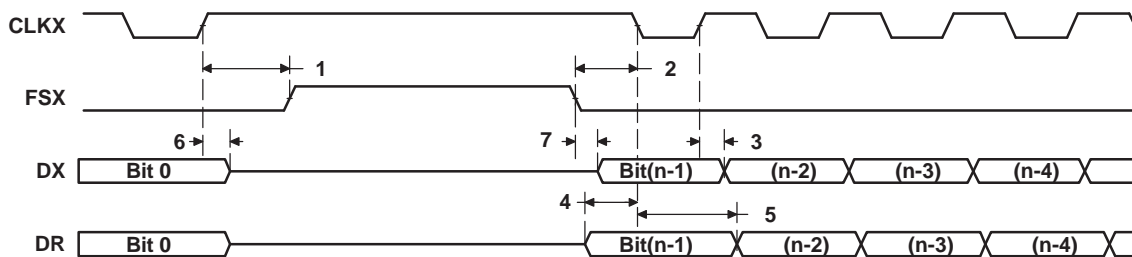 CLKX
1 2
FSX
6 7 3
DX Bit 0 Bit(n-1) (n-2) (n-3) (n-4)
4 5
DR Bit 0 Bit(n-1) (n-2) (n-3) (n-4)